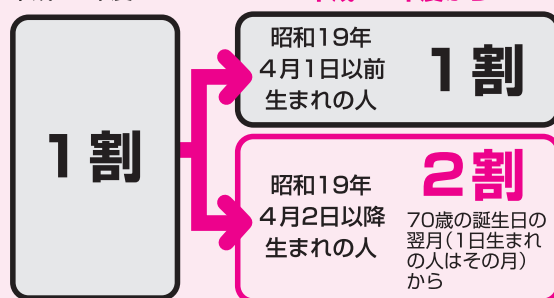 1割
昭和19年
4月1日以前
生まれの人
1割
昭和19年
4月2日以降
生まれの人
2割
70歳の誕生日の
翌月(1日生まれ
の人はその月)
から